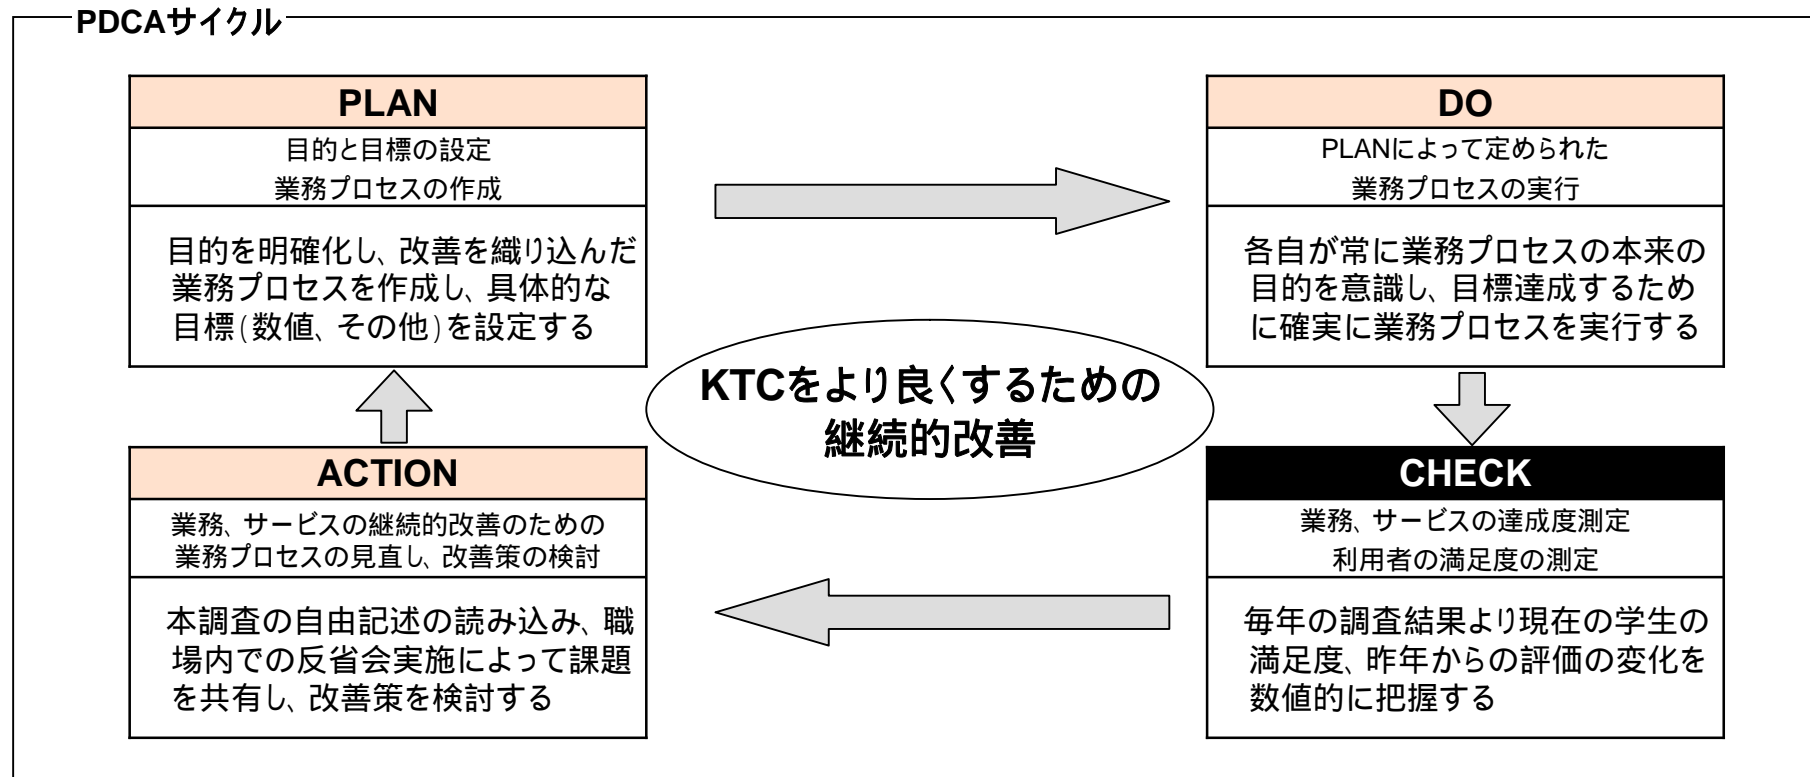 PDCAサイクル
PLAN
目的と目標の設定
業務プロセスの作成
目的を明確化し、改善を織り込んだ
業務プロセスを作成し、具体的な
目標(数値、その他)を設定する
DO
PLANによって定められた
業務プロセスの実行
各自が常に業務プロセスの本来の
目的を意識し、目標達成するため
に確実に業務プロセスを実行する
KTCをより良くするための
継続的改善
ACTION
業務、サービスの継続的改善のための
業務プロセスの見直し、改善策の検討
本調査の自由記述の読み込み、職
場内での反省会実施によって課題
を共有し、改善策を検討する
CHECK
業務、サービスの達成度測定
利用者の満足度の測定
毎年の調査結果より現在の学生の
満足度、昨年からの評価の変化を
数値的に把握する